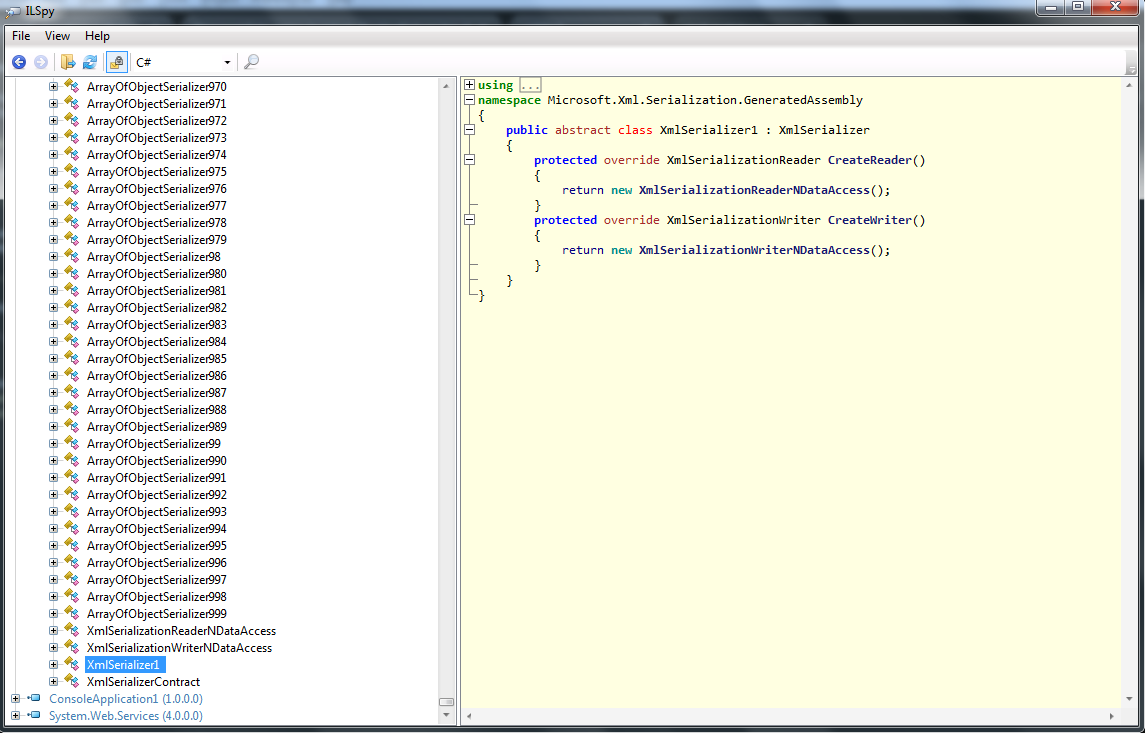 ILSpy
File View Help
C#
ArrayOfObjectSerializer970
ArrayOfObjectSerializer971
ArrayOfObjectSerializer972
ArrayOfObjectSerializer973
ArrayOfObjectSerializer974
ArrayOfObjectSerializer975
ArrayOfObjectSerializer976
ArrayOfObjectSerializer977
ArrayOfObjectSerializer978
ArrayOfObjectSerializer979
ArrayOfObjectSerializer98
ArrayOfObjectSerializer980
ArrayOfObjectSerializer981
ArrayOfObjectSerializer982
ArrayOfObjectSerializer983
ArrayOfObjectSerializer984
ArrayOfObjectSerializer985
ArrayOfObjectSerializer986
ArrayOfObjectSerializer987
ArrayOfObjectSerializer988
ArrayOfObjectSerializer989
ArrayOfObjectSerializer99
ArrayOfObjectSerializer990
ArrayOfObjectSerializer991
ArrayOfObjectSerializer992
ArrayOfObjectSerializer993
ArrayOfObjectSerializer994
ArrayOfObjectSerializer995
ArrayOfObjectSerializer996
ArrayOfObjectSerializer997
ArrayOfObjectSerializer998
ArrayOfObjectSerializer999
XmlSerializationReaderNDataAccess
XmlSerializationWriterNDataAccess
XmlSerializer1
XmlSerializerContract
ConsoleApplication1 (1.0.0.0)
System.Web.Services (4.0.0.0)
using ...
namespace Microsoft.Xml.Serialization.GeneratedAssembly
{
public abstract class XmlSerializer1 : XmlSerializer
{
protected override XmlSerializationReader CreateReader()
{
return new XmlSerializationReaderNDataAccess();
}
protected override XmlSerializationWriter CreateWriter()
{
return new XmlSerializationWriterNDataAccess();
}
}
}